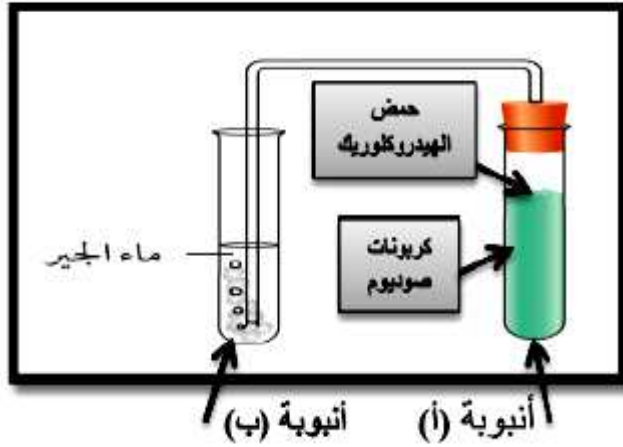 حمض
الهيدروكلوريك
كربونات
صوديوم
ماء الجير
أنبوبة (أ)
أنبوبة (ب)